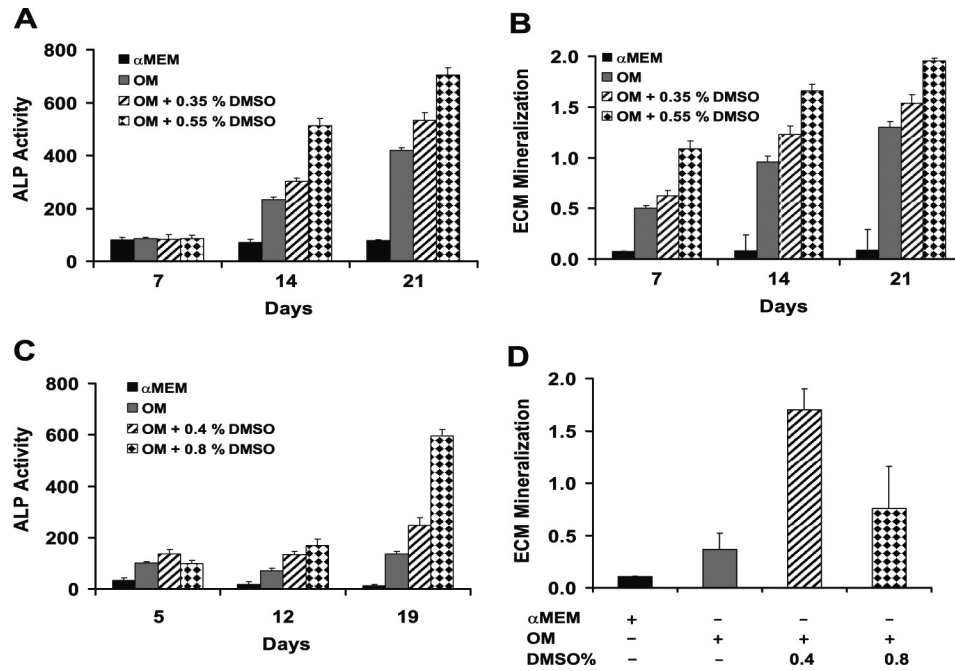 A
800
600
400
200
0
ALP Activity
αMEM
OM
OM + 0.35 % DMSO
OM + 0.55 % DMSO
7 14 21
Days
B
2.0
1.5
1.0
0.5
0.0
ECM Mineralization
αMEM
OM
OM + 0.35 % DMSO
OM + 0.55 % DMSO
7 14 21
Days
C
800
600
400
200
0
ALP Activity
αMEM
OM
OM + 0.4 % DMSO
OM + 0.8 % DMSO
5 12 19
Days
D
2.0
1.5
1.0
0.5
0.0
ECM Mineralization
αMEM + – – –
OM – + + +
DMSO% – – 0.4 0.8